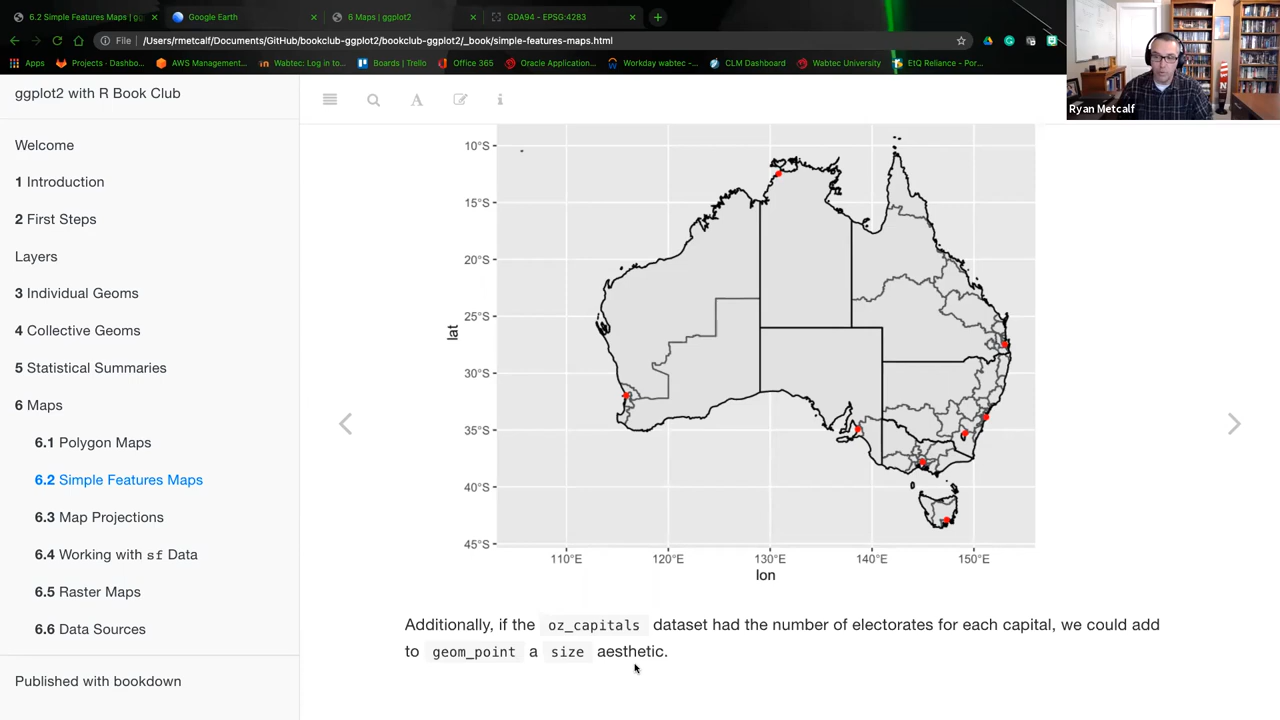 6.2 Simple Features Maps | gg
Google Earth
6 Maps | ggplot2
GDA94 - EPSG:4283
File /Users/rmetcalf/Documents/GitHub/bookclub-ggplot2/bookclub-ggplot2/_book/simple-features-maps.html
Apps
Projects · Dashbo...
AWS Management...
Wabtec: Log in to...
Boards | Trello
Office 365
Oracle Application...
Workday wabtec -...
CLM Dashboard
Wabtec University
EtQ Reliance - Por...
Ryan Metcalf
ggplot2 with R Book Club
Welcome
1 Introduction
2 First Steps
Layers
3 Individual Geoms
4 Collective Geoms
5 Statistical Summaries
6 Maps
6.1 Polygon Maps
6.2 Simple Features Maps
6.3 Map Projections
6.4 Working with sf Data
6.5 Raster Maps
6.6 Data Sources
Published with bookdown
10°S
15°S
20°S
25°S
30°S
35°S
40°S
45°S
lat
110°E
120°E
130°E
140°E
150°E
lon
Additionally, if the oz_capitals dataset had the number of electorates for each capital, we could add
to geom_point a size aesthetic.